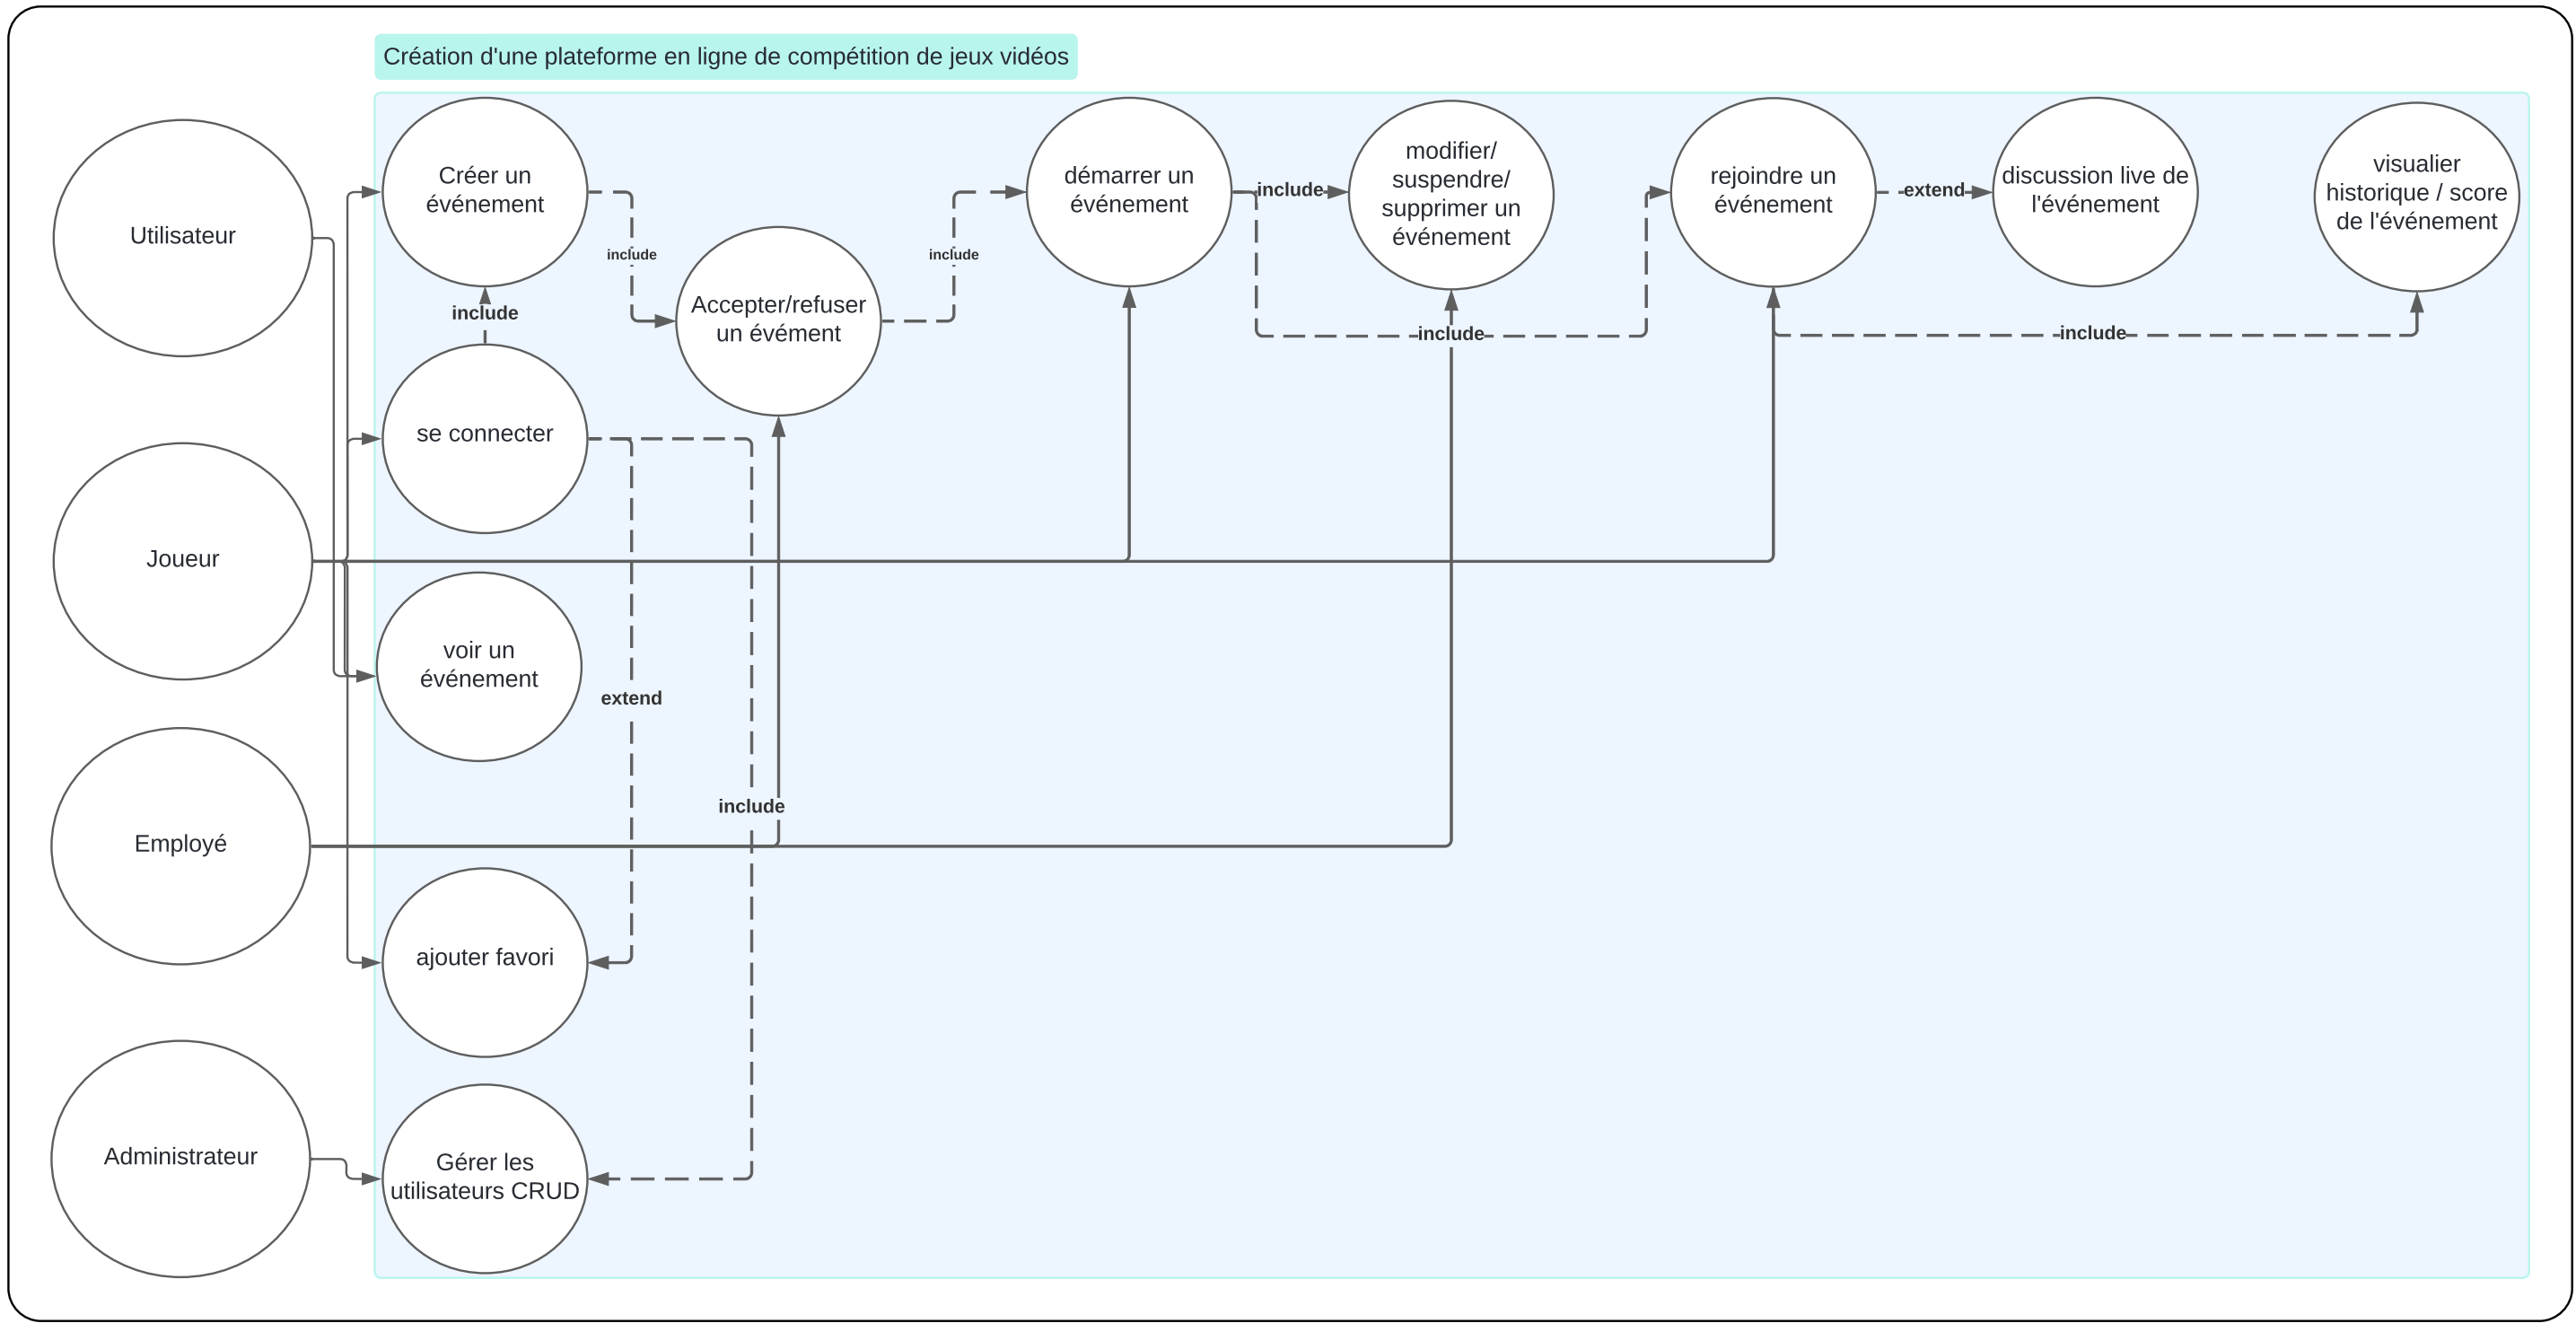 Création d'une plateforme en ligne de compétition de jeux vidéos
Utilisateur
Joueur
Employé
Administrateur
Créer un
événement
include
se connecter
voir un
événement
ajouter favori
Gérer les
utilisateurs CRUD
include
extend
include
Accepter/refuser
un évément
include
démarrer un
événement
include
modifier/
suspendre/
supprimer un
événement
include
rejoindre un
événement
extend
discussion live de
l'événement
include
visualier
historique / score
de l'événement